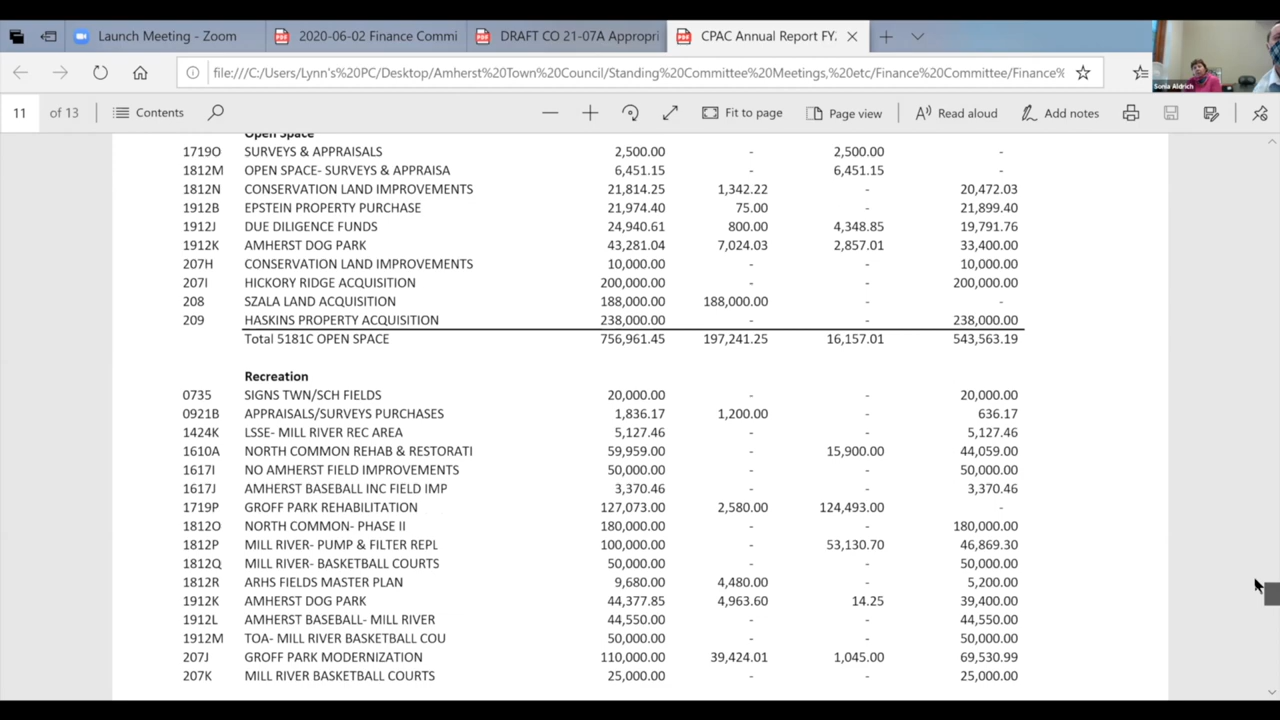 Launch Meeting - Zoom 2020-06-02 Finance Commi DRAFT CO 21-07A Appropri CPAC Annual Report FY.
file:///C:/Users/Lynn's%20PC/Desktop/Amherst%20Town%20Council/Standing%20Committee%20Meetings,%20etc/Finance%20Committee/Finance%
Sonia Aldrich
11 of 13 Contents Fit to page Page view Read aloud Add notes
Open Space
1719O SURVEYS & APPRAISALS 2,500.00 - 2,500.00 -
1812M OPEN SPACE- SURVEYS & APPRAISA 6,451.15 - 6,451.15 -
1812N CONSERVATION LAND IMPROVEMENTS 21,814.25 1,342.22 - 20,472.03
1912B EPSTEIN PROPERTY PURCHASE 21,974.40 75.00 - 21,899.40
1912J DUE DILIGENCE FUNDS 24,940.61 800.00 4,348.85 19,791.76
1912K AMHERST DOG PARK 43,281.04 7,024.03 2,857.01 33,400.00
207H CONSERVATION LAND IMPROVEMENTS 10,000.00 - - 10,000.00
207I HICKORY RIDGE ACQUISITION 200,000.00 - - 200,000.00
208 SZALA LAND ACQUISITION 188,000.00 188,000.00 - -
209 HASKINS PROPERTY ACQUISITION 238,000.00 - - 238,000.00
Total 5181C OPEN SPACE 756,961.45 197,241.25 16,157.01 543,563.19
Recreation
0735 SIGNS TWN/SCH FIELDS 20,000.00 - - 20,000.00
0921B APPRAISALS/SURVEYS PURCHASES 1,836.17 1,200.00 - 636.17
1424K LSSE- MILL RIVER REC AREA 5,127.46 - - 5,127.46
1610A NORTH COMMON REHAB & RESTORATI 59,959.00 - 15,900.00 44,059.00
1617I NO AMHERST FIELD IMPROVEMENTS 50,000.00 - - 50,000.00
1617J AMHERST BASEBALL INC FIELD IMP 3,370.46 - - 3,370.46
1719P GROFF PARK REHABILITATION 127,073.00 2,580.00 124,493.00 -
1812O NORTH COMMON- PHASE II 180,000.00 - - 180,000.00
1812P MILL RIVER- PUMP & FILTER REPL 100,000.00 - 53,130.70 46,869.30
1812Q MILL RIVER- BASKETBALL COURTS 50,000.00 - - 50,000.00
1812R ARHS FIELDS MASTER PLAN 9,680.00 4,480.00 - 5,200.00
1912K AMHERST DOG PARK 44,377.85 4,963.60 14.25 39,400.00
1912L AMHERST BASEBALL- MILL RIVER 44,550.00 - - 44,550.00
1912M TOA- MILL RIVER BASKETBALL COU 50,000.00 - - 50,000.00
207J GROFF PARK MODERNIZATION 110,000.00 39,424.01 1,045.00 69,530.99
207K MILL RIVER BASKETBALL COURTS 25,000.00 - - 25,000.00